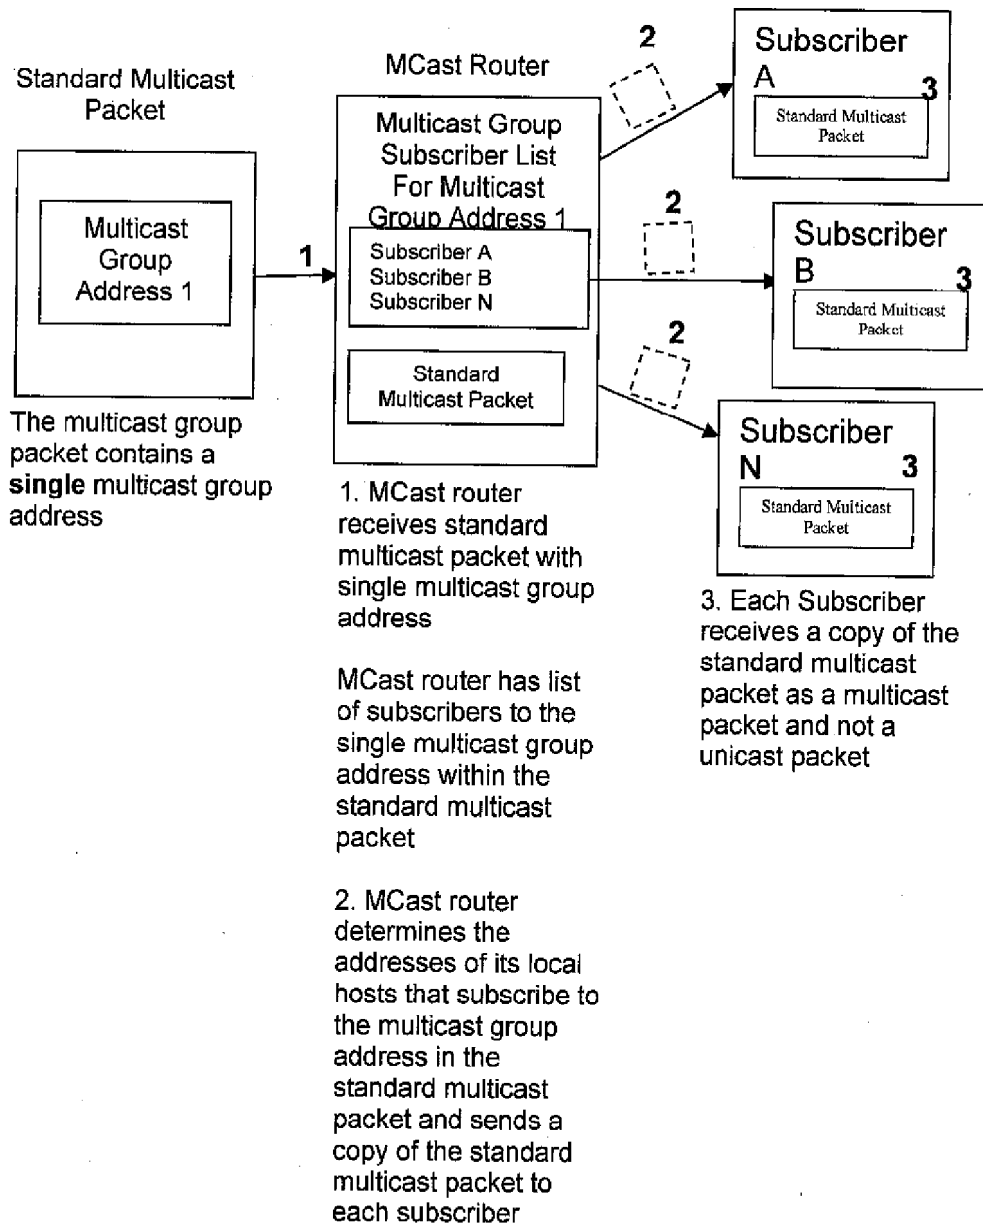 Standard Multicast
Packet
Multicast
Group
Address 1
The multicast group
packet contains a
single multicast group
address
1
MCast Router
Multicast Group
Subscriber List
For Multicast
Group Address 1
Subscriber A
Subscriber B
Subscriber N
Standard
Multicast Packet
1. MCast router
receives standard
multicast packet with
single multicast group
address
MCast router has list
of subscribers to the
single multicast group
address within the
standard multicast
packet
2. MCast router
determines the
addresses of its local
hosts that subscribe to
the multicast group
address in the
standard multicast
packet and sends a
copy of the standard
multicast packet to
each subscriber
2
2
2
Subscriber
A 3
Standard Multicast
Packet
Subscriber
B 3
Standard Multicast
Packet
Subscriber
N 3
Standard Multicast
Packet
3. Each Subscriber
receives a copy of the
standard multicast
packet as a multicast
packet and not a
unicast packet